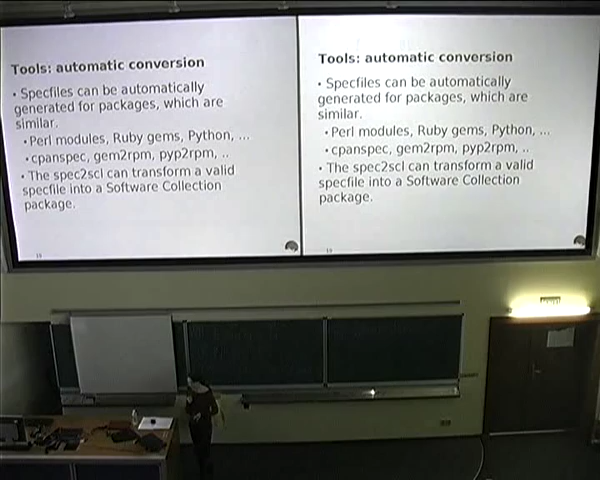 Tools: automatic conversion
• Specfiles can be automatically
generated for packages, which are
similar.
• Perl modules, Ruby gems, Python, ...
• cpanspec, gem2rpm, pyp2rpm, ..
• The spec2scl can transform a valid
specfile into a Software Collection
package.
Tools: automatic conversion
• Specfiles can be automatically
generated for packages, which are
similar.
• Perl modules, Ruby gems, Python, ...
• cpanspec, gem2rpm, pyp2rpm, ..
• The spec2scl can transform a valid
specfile into a Software Collection
package.